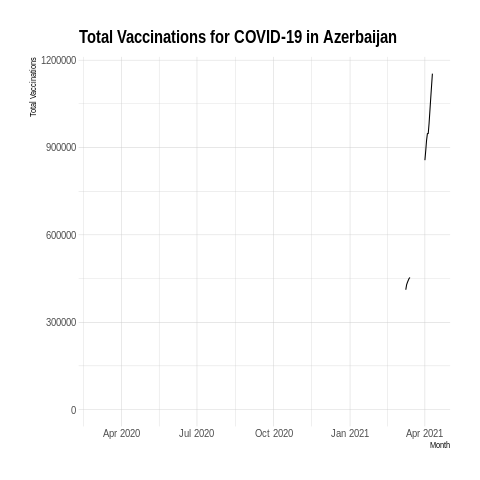 Total Vaccinations for COVID-19 in Azerbaijan
Total Vaccinations
1200000
900000
600000
300000
0
Apr 2020 Jul 2020 Oct 2020 Jan 2021 Apr 2021
Month